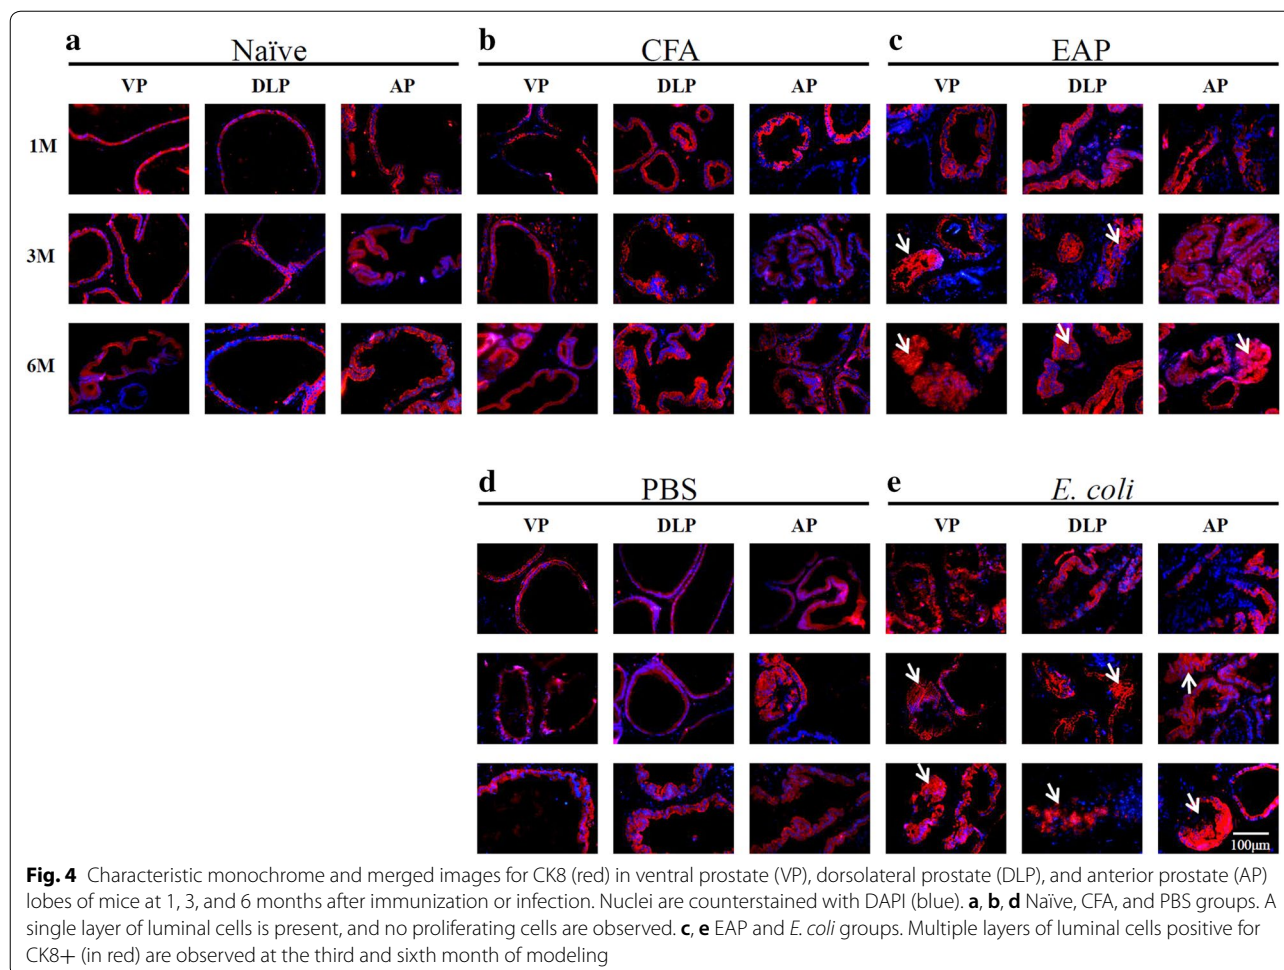 a
Naïve
b
CFA
c
EAP
VP DLP AP VP DLP AP VP DLP AP
1M
3M
6M
d
PBS
e
E. coli
VP DLP AP VP DLP AP
100μm
Fig. 4 Characteristic monochrome and merged images for CK8 (red) in ventral prostate (VP), dorsolateral prostate (DLP), and anterior prostate (AP)
lobes of mice at 1, 3, and 6 months after immunization or infection. Nuclei are counterstained with DAPI (blue). a, b, d Naïve, CFA, and PBS groups. A
single layer of luminal cells is present, and no proliferating cells are observed. c, e EAP and E. coli groups. Multiple layers of luminal cells positive for
CK8+ (in red) are observed at the third and sixth month of modeling